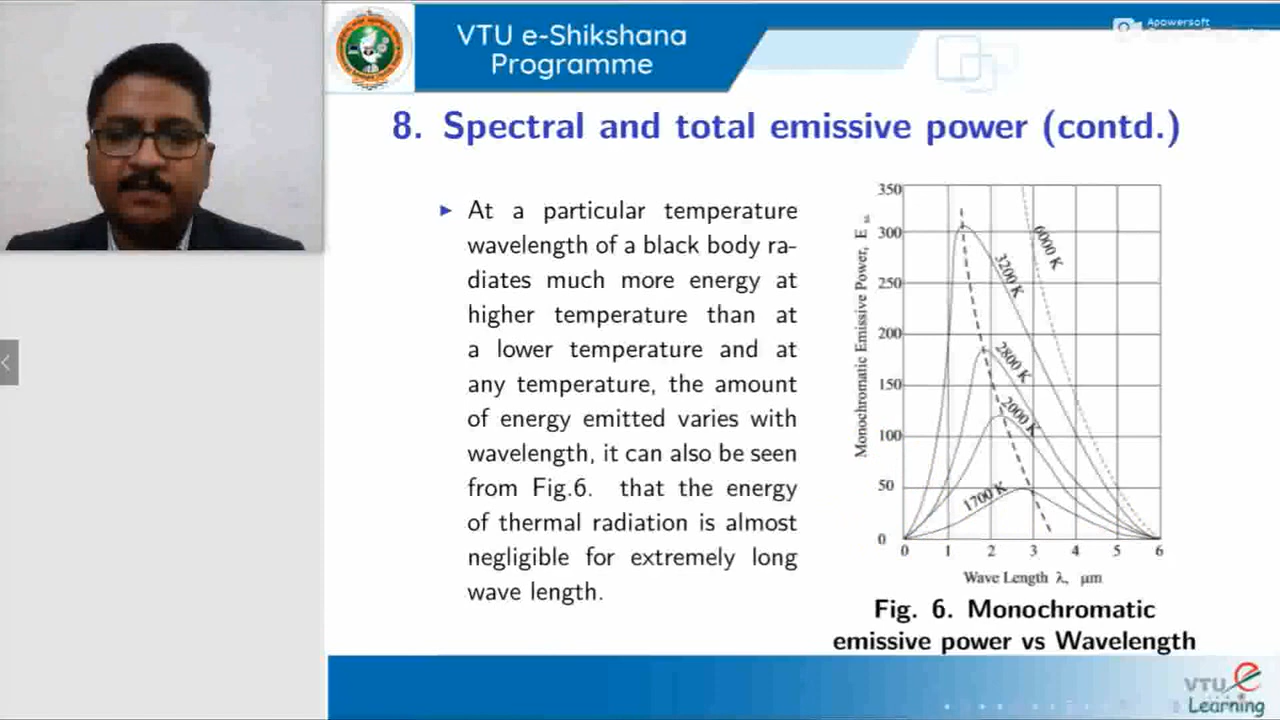 VTU e-Shikshana
Programme
Apowersoft
8. Spectral and total emissive power (contd.)
At a particular temperature
wavelength of a black body ra-
diates much more energy at
higher temperature than at
a lower temperature and at
any temperature, the amount
of energy emitted varies with
wavelength, it can also be seen
from Fig.6. that the energy
of thermal radiation is almost
negligible for extremely long
wave length.
Monochromatic Emissive Power, E
350
300
250
200
150
100
50
0
6000 K
3200 K
2800 K
2000 K
1700 K
0 1 2 3 4 5 6
Wave Length λ, μm
Fig. 6. Monochromatic
emissive power vs Wavelength
VTU e
Learning